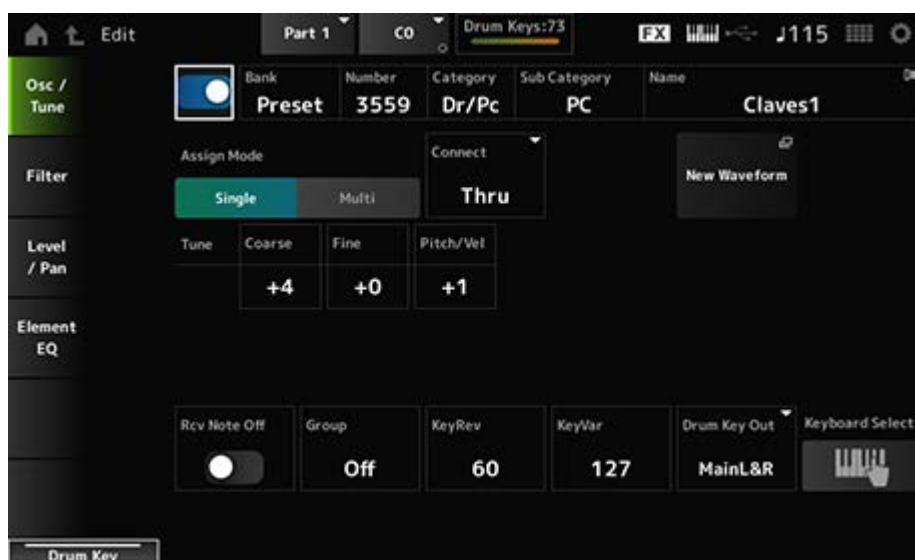 Edit
Part 1
C0
Drum Keys:73
FX
♩115
Osc /
Tune
Bank
Preset
Number
3559
Category
Dr/Pc
Sub Category
PC
Name
Claves1
Filter
Assign Mode
Single
Multi
Connect
Thru
New Waveform
Level
/ Pan
Tune
Coarse
+4
Fine
+0
Pitch/Vel
+1
Element
EQ
Rcv Note Off
Group
Off
KeyRev
60
KeyVar
127
Drum Key Out
MainL&R
Keyboard Select
Drum Key